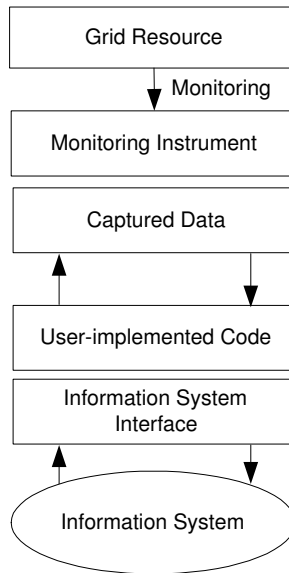 Grid Resource
Monitoring
Monitoring Instrument
Captured Data
User-implemented Code
Information System
Interface
Information System